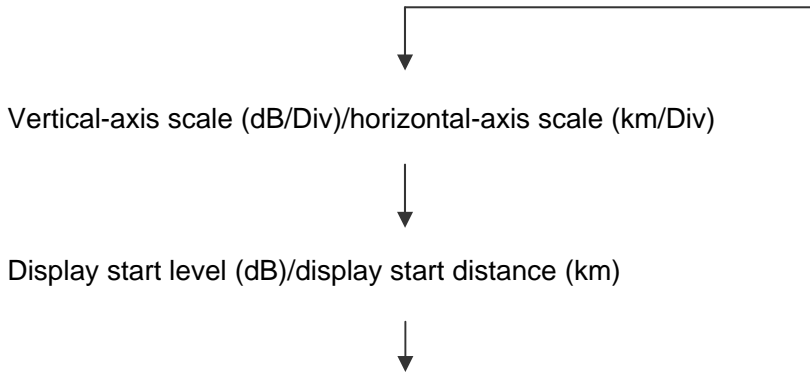 Vertical-axis scale (dB/Div)/horizontal-axis scale (km/Div)
Display start level (dB)/display start distance (km)